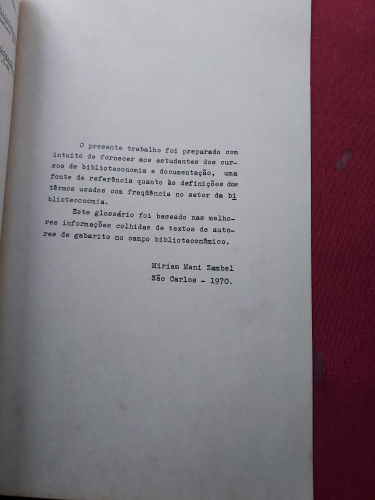 O presente trabalho foi preparado com
intuito de fornecer aos estudantes dos cur-
sos de biblioteconomia e documentação, uma
fonte de referência quanto às definições dos
têrmos usados com freqüência no setor da bi
blioteconomia.
Este glossário foi baseado nas melho-
res informações colhidas de textos de auto-
res de gabarito no campo biblioteconômico.
Miriam Mani Zambel
São Carlos - 1970.